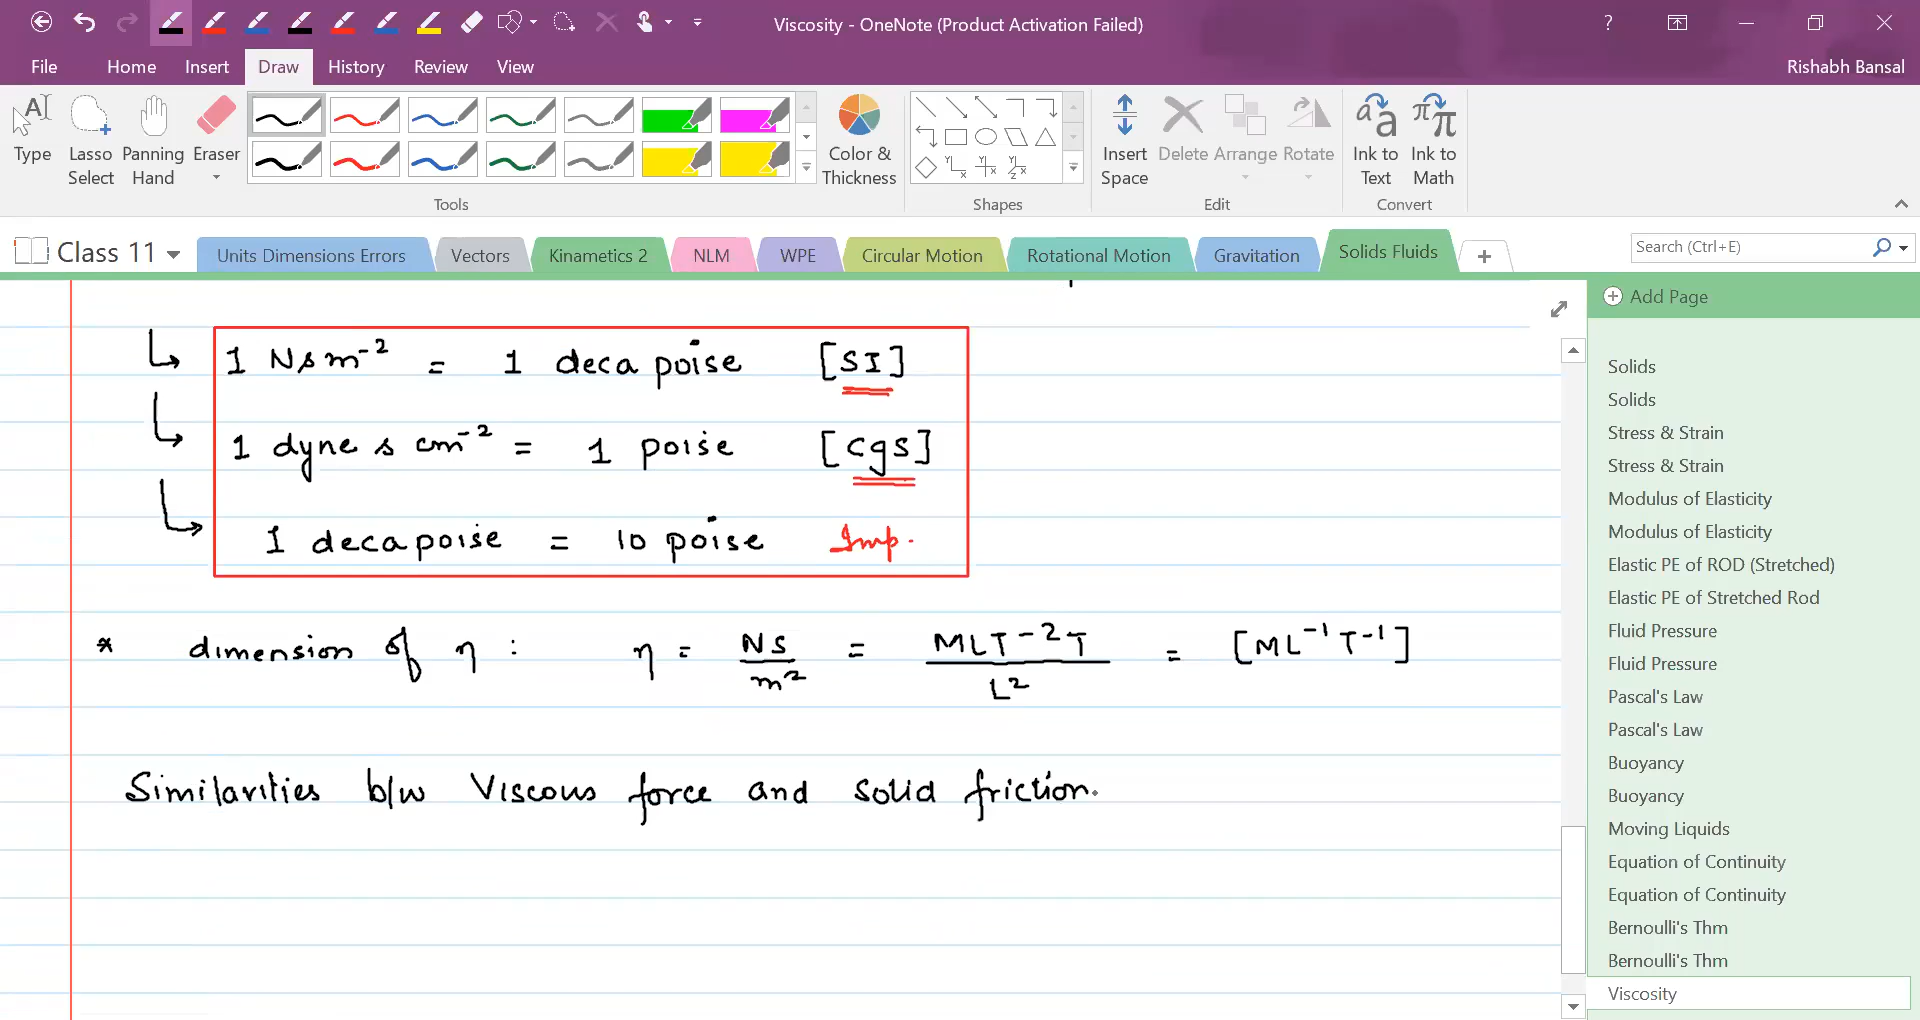 Viscosity - OneNote (Product Activation Failed)
?
File Home Insert Draw History Review View
Rishabh Bansal
Type
Lasso Select
Panning Hand
Eraser
Color & Thickness
Insert Space
Delete
Arrange
Rotate
Ink to Text
Ink to Math
Tools
Shapes
Edit
Convert
Class 11
Units Dimensions Errors
Vectors
Kinametics 2
NLM
WPE
Circular Motion
Rotational Motion
Gravitation
Solids Fluids
Search (Ctrl+E)
1 Nsm⁻² = 1 deca poise [SI]
1 dyne s cm⁻² = 1 poise [cgs]
1 decapoise = 10 poise Imp.
* dimension of η : η = NS/m² = MLT⁻²T/L² = [ML⁻¹T⁻¹]
Similarities b/w Viscous force and solid friction.
Add Page
Solids
Solids
Stress & Strain
Stress & Strain
Modulus of Elasticity
Modulus of Elasticity
Elastic PE of ROD (Stretched)
Elastic PE of Stretched Rod
Fluid Pressure
Fluid Pressure
Pascal's Law
Pascal's Law
Buoyancy
Buoyancy
Moving Liquids
Equation of Continuity
Equation of Continuity
Bernoulli's Thm
Bernoulli's Thm
Viscosity